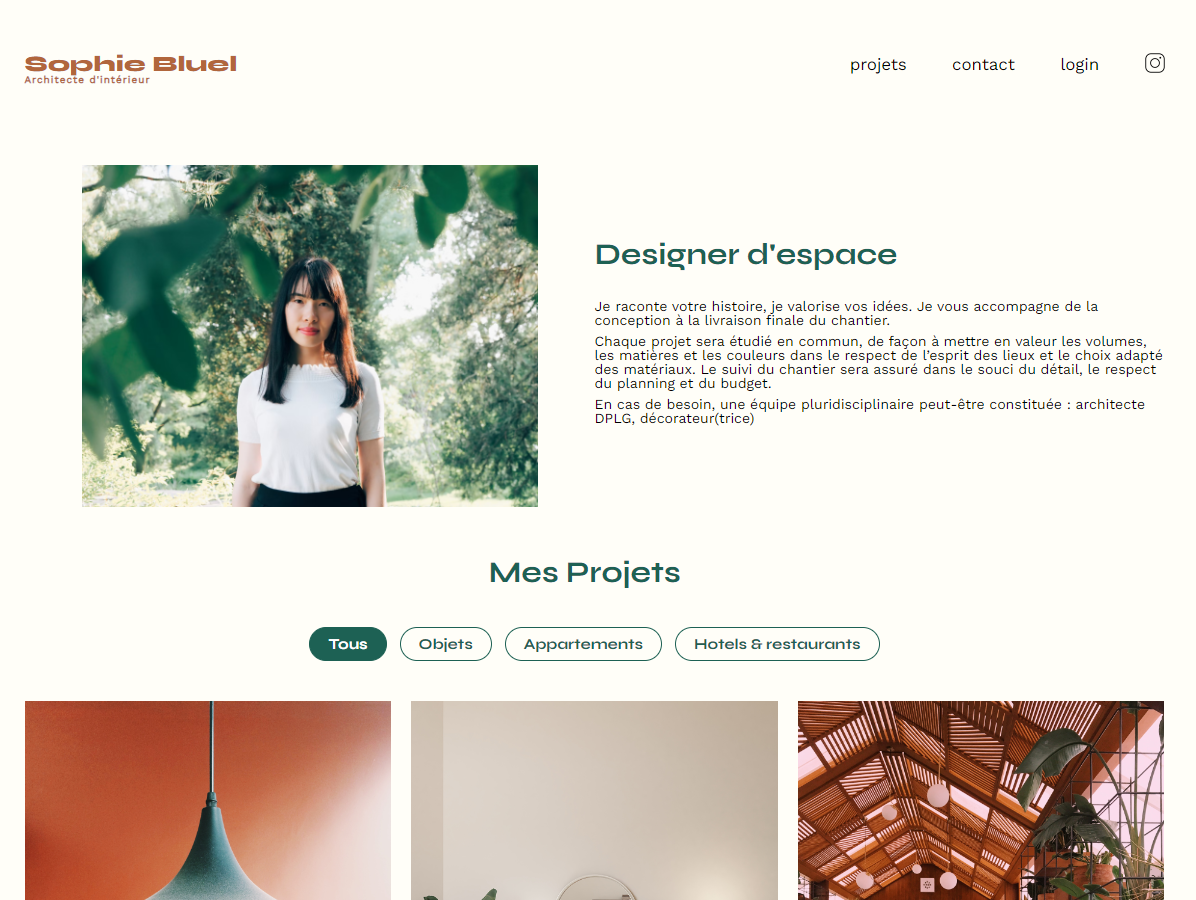 Sophie Bluel
Architecte d'intérieur
projets contact login
Designer d'espace
Je raconte votre histoire, je valorise vos idées. Je vous accompagne de la
conception à la livraison finale du chantier.
Chaque projet sera étudié en commun, de façon à mettre en valeur les volumes,
les matières et les couleurs dans le respect de l’esprit des lieux et le choix adapté
des matériaux. Le suivi du chantier sera assuré dans le souci du détail, le respect
du planning et du budget.
En cas de besoin, une équipe pluridisciplinaire peut-être constituée : architecte
DPLG, décorateur(trice)
Mes Projets
Tous Objets Appartements Hotels & restaurants